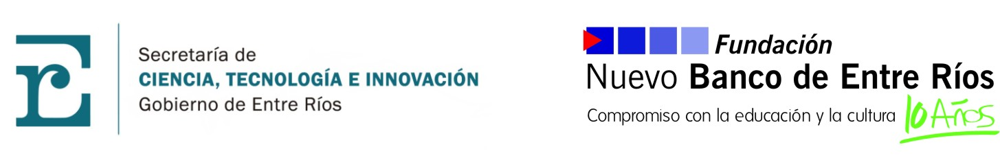 Secretaría de
CIENCIA, TECNOLOGÍA E INNOVACIÓN
Gobierno de Entre Ríos
Fundación
Nuevo Banco de Entre Ríos
Compromiso con la educación y la cultura 10 Años